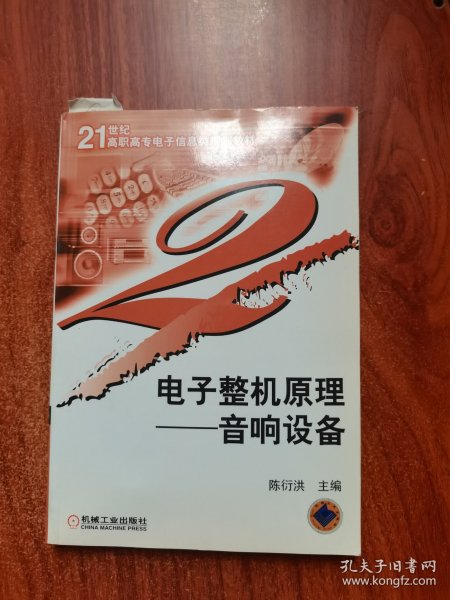 21世纪
高职高专电子信息
电子整机原理
——音响设备
陈衍洪 主编
机械工业出版社
CHINA MACHINE PRESS
孔夫子旧书网
www.kongfz.com